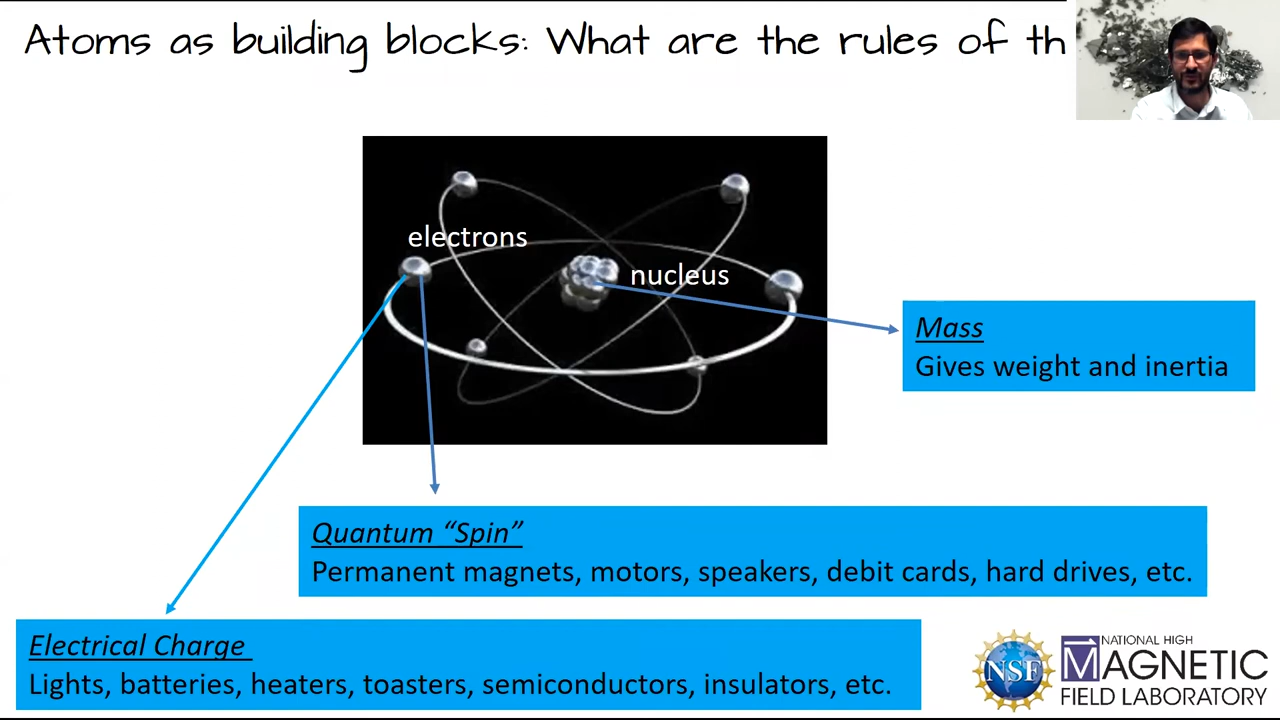 Atoms as building blocks: What are the rules of th
electrons
nucleus
Mass
Gives weight and inertia
Quantum “Spin”
Permanent magnets, motors, speakers, debit cards, hard drives, etc.
Electrical Charge
Lights, batteries, heaters, toasters, semiconductors, insulators, etc.
NSF
NATIONAL HIGH
MAGNETIC
FIELD LABORATORY